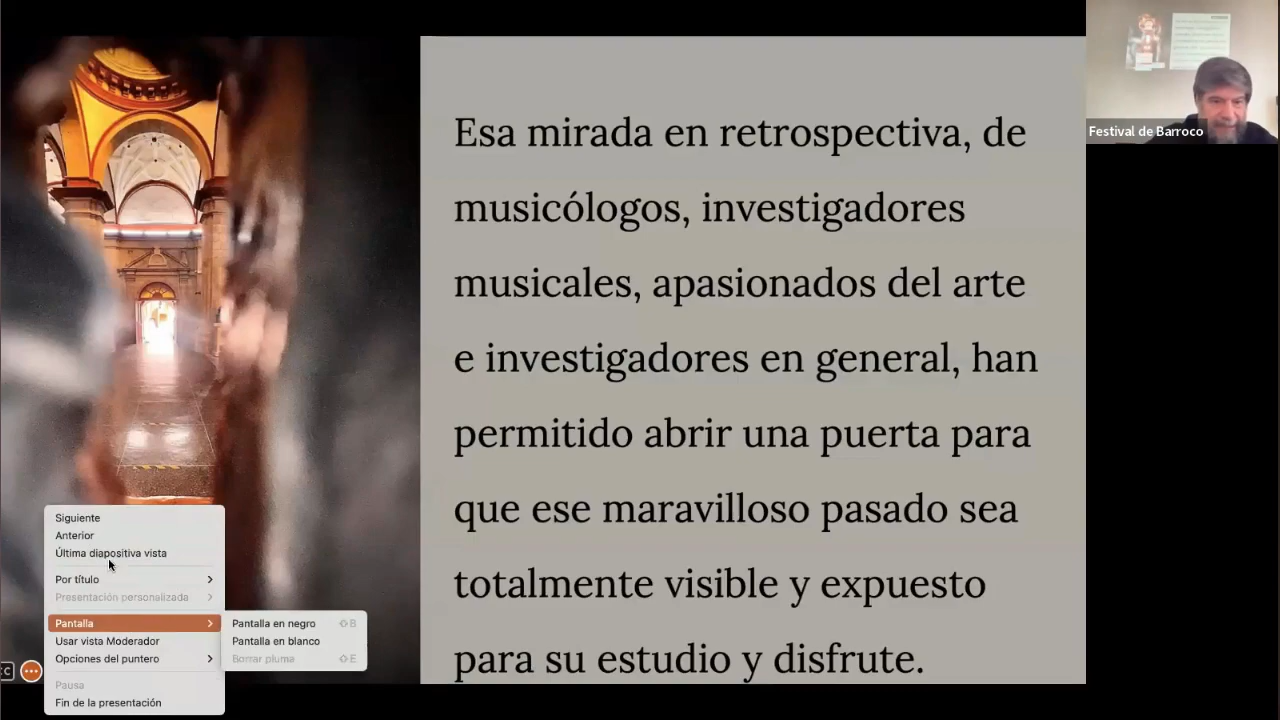 Esa mirada en retrospectiva, de
musicólogos, investigadores
musicales, apasionados del arte
e investigadores en general, han
permitido abrir una puerta para
que ese maravilloso pasado sea
totalmente visible y expuesto
para su estudio y disfrute.
Festival de Barroco
Siguiente
Anterior
Última diapositiva vista
Por título
Presentación personalizada
Pantalla
Usar vista Moderador
Opciones del puntero
Pausa
Fin de la presentación
Pantalla en negro ⇧B
Pantalla en blanco
Borrar pluma ⇧E